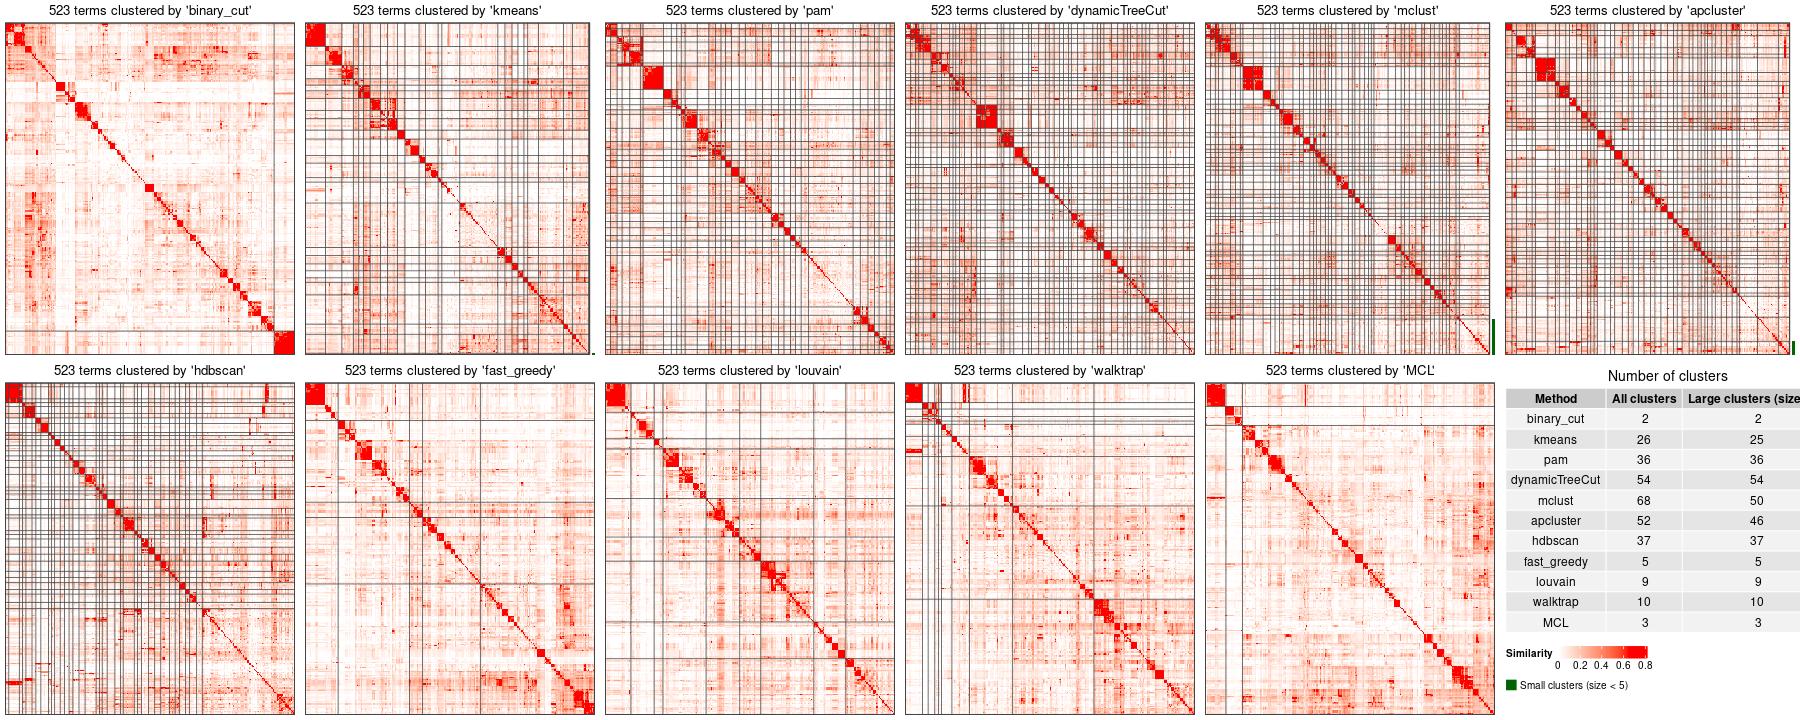 523 terms clustered by 'binary_cut'
523 terms clustered by 'kmeans'
523 terms clustered by 'pam'
523 terms clustered by 'dynamicTreeCut'
523 terms clustered by 'mclust'
523 terms clustered by 'apcluster'
523 terms clustered by 'hdbscan'
523 terms clustered by 'fast_greedy'
523 terms clustered by 'louvain'
523 terms clustered by 'walktrap'
523 terms clustered by 'MCL'
Number of clusters
Method All clusters Large clusters (size
binary_cut 2 2
kmeans 26 25
pam 36 36
dynamicTreeCut 54 54
mclust 68 50
apcluster 52 46
hdbscan 37 37
fast_greedy 5 5
louvain 9 9
walktrap 10 10
MCL 3 3
Similarity
0 0.2 0.4 0.6 0.8
Small clusters (size < 5)